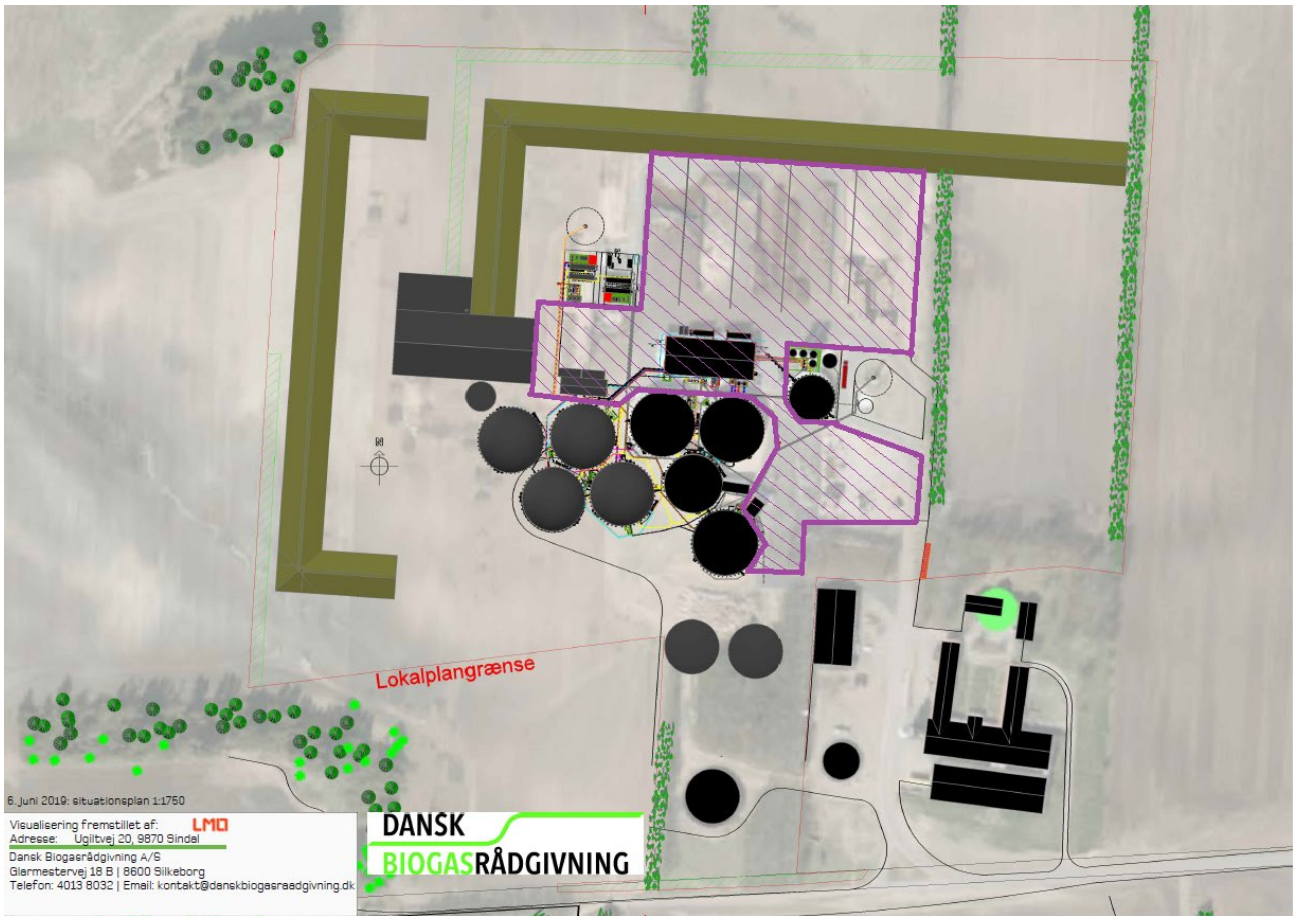 N
Lokalplangrænse
6. juni 2019: situationsplan 1:1750
Visualisering fremstillet af: LMO
Adresse: Ugiltvej 20, 9870 Sindal
Dansk Biogasrådgivning A/S
Glarmestervej 18 B | 8600 Silkeborg
Telefon: 4013 8032 | Email: kontakt@danskbiogasraadgivning.dk
DANSK
BIOGASRÅDGIVNING